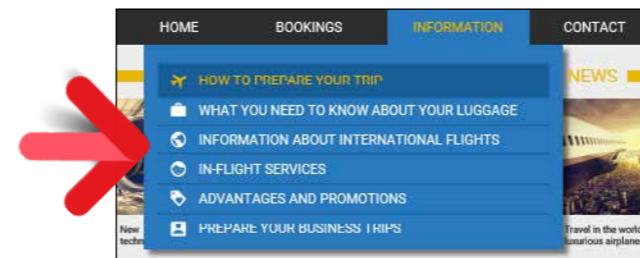 HOME BOOKINGS INFORMATION CONTACT
NEWS
HOW TO PREPARE YOUR TRIP
WHAT YOU NEED TO KNOW ABOUT YOUR LUGGAGE
INFORMATION ABOUT INTERNATIONAL FLIGHTS
IN-FLIGHT SERVICES
ADVANTAGES AND PROMOTIONS
PREPARE YOUR BUSINESS TRIPS
New
techn
Travel in the world
luxurious airplane